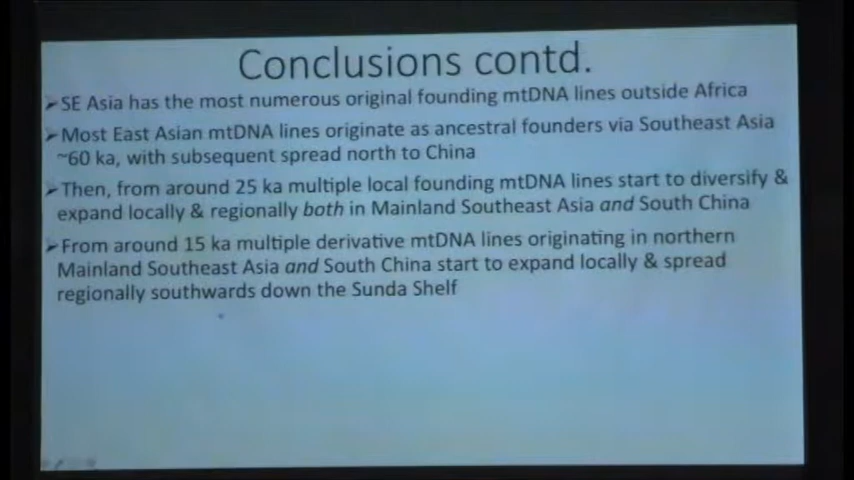 Conclusions contd.
➢SE Asia has the most numerous original founding mtDNA lines outside Africa
➢Most East Asian mtDNA lines originate as ancestral founders via Southeast Asia
~60 ka, with subsequent spread north to China
➢Then, from around 25 ka multiple local founding mtDNA lines start to diversify &
expand locally & regionally both in Mainland Southeast Asia and South China
➢From around 15 ka multiple derivative mtDNA lines originating in northern
Mainland Southeast Asia and South China start to expand locally & spread
regionally southwards down the Sunda Shelf